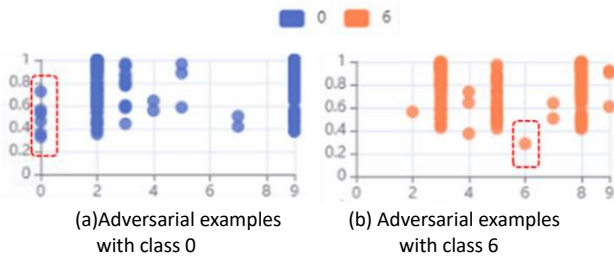 0 6
1 1
0.8 0.8
0.6 0.6
0.4 0.4
0.2 0.2
0 0
0 2 4 6 8 9 0 2 4 6 8 9
(a)Adversarial examples (b) Adversarial examples
with class 0 with class 6